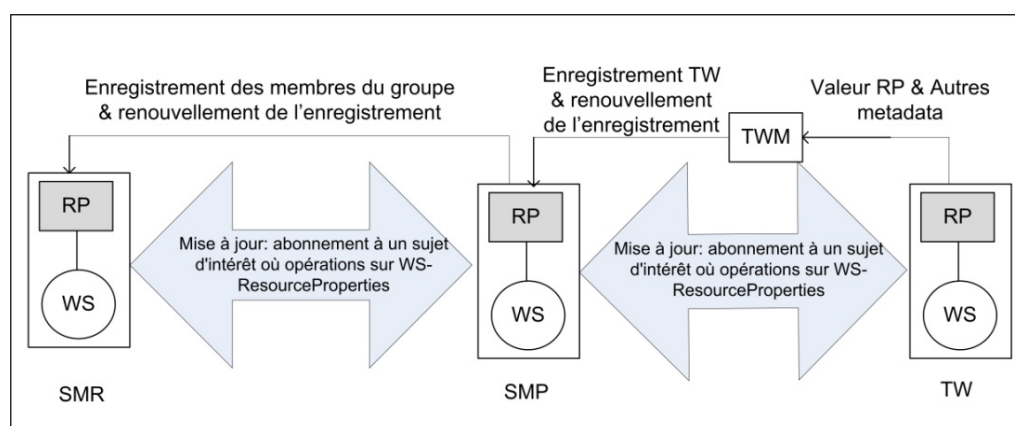 Enregistrement des membres du groupe
& renouvellement de l'enregistrement
Enregistrement TW
& renouvellement
de l'enregistrement
Valeur RP & Autres
metadata
TWM
RP
WS
SMR
Mise à jour: abonnement à un sujet
d'intérêt où opérations sur WS-
ResourceProperties
RP
WS
SMP
Mise à jour: abonnement à un sujet
d'intérêt où opérations sur WS-
ResourceProperties
RP
WS
TW